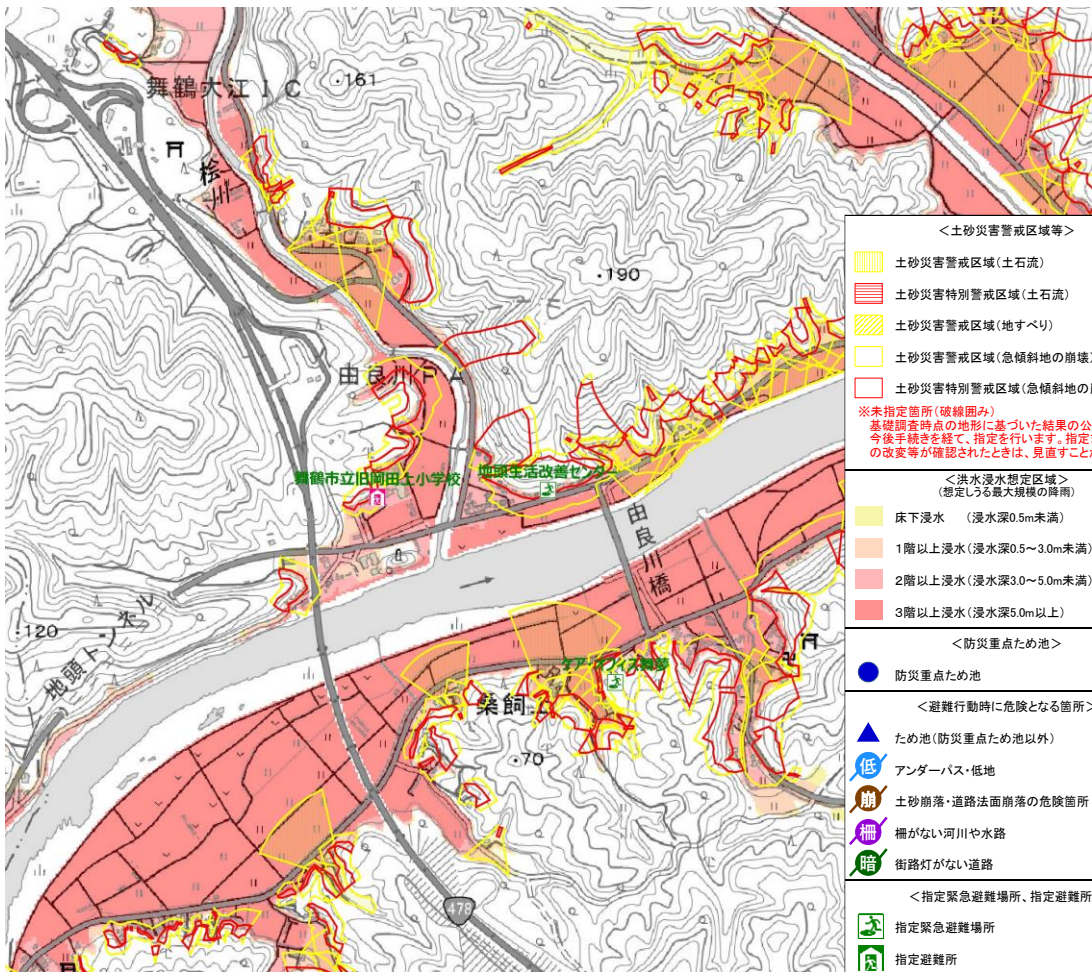 舞鶴大江IC
・161
桧川
・190
由良川PA
舞鶴市立旧岡田上小学校
地頭生活改善センター
由良川橋
・120
地頭トンネル
ケア・オフィス舞夢
桑飼上
・70
478
＜土砂災害警戒区域等＞
土砂災害警戒区域(土石流)
土砂災害特別警戒区域(土石流)
土砂災害警戒区域(地すべり)
土砂災害警戒区域(急傾斜地の崩壊
土砂災害特別警戒区域(急傾斜地の
※未指定箇所(破線囲み)
基礎調査時点の地形に基づいた結果の公
今後手続きを経て、指定を行います。指定
の改変等が確認されたときは、見直すこと
＜洪水浸水想定区域＞
(想定しうる最大規模の降雨)
床下浸水 (浸水深0.5m未満)
1階以上浸水(浸水深0.5～3.0m未満)
2階以上浸水(浸水深3.0～5.0m未満)
3階以上浸水(浸水深5.0m以上)
＜防災重点ため池＞
防災重点ため池
＜避難行動時に危険となる箇所＞
ため池(防災重点ため池以外)
低 アンダーパス・低地
崩 土砂崩落・道路法面崩落の危険箇所
柵 柵がない河川や水路
暗 街路灯がない道路
＜指定緊急避難場所、指定避難所
指定緊急避難場所
指定避難所